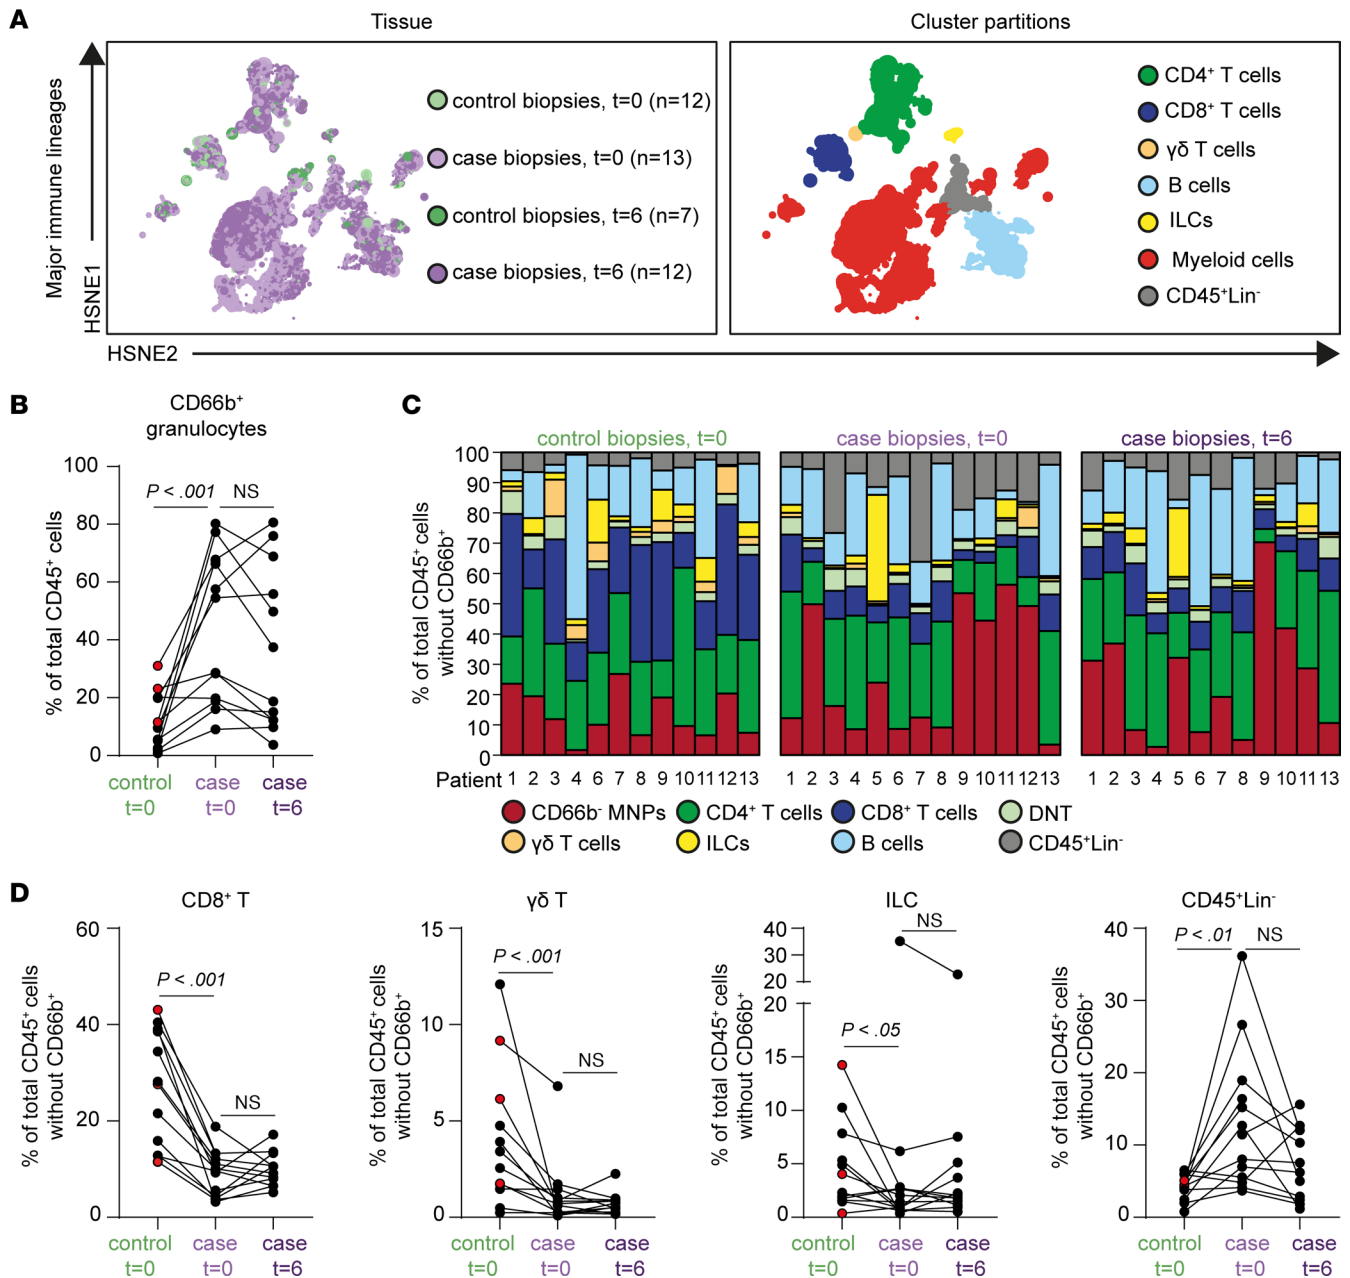 A
Tissue
Cluster partitions
Major immune lineages
HSNE1
HSNE2
control biopsies, t=0 (n=12)
case biopsies, t=0 (n=13)
control biopsies, t=6 (n=7)
case biopsies, t=6 (n=12)
CD4+ T cells
CD8+ T cells
γδ T cells
B cells
ILCs
Myeloid cells
CD45+Lin-
B
CD66b+
granulocytes
% of total CD45+ cells
100
80
60
40
20
0
P < .001
NS
control
t=0
case
t=0
case
t=6
C
control biopsies, t=0
case biopsies, t=0
case biopsies, t=6
% of total CD45+ cells
without CD66b+
100
90
80
70
60
50
40
30
20
10
0
Patient 1 2 3 4 6 7 8 9 10 11 12 13
1 2 3 4 5 6 7 8 9 10 11 12 13
1 2 3 4 5 6 7 8 9 10 11 13
CD66b- MNPs
CD4+ T cells
CD8+ T cells
DNT
γδ T cells
ILCs
B cells
CD45+Lin-
D
CD8+ T
% of total CD45+ cells
without CD66b+
60
40
20
0
P < .001
NS
control
t=0
case
t=0
case
t=6
γδ T
% of total CD45+ cells
without CD66b+
15
10
5
0
P < .001
NS
control
t=0
case
t=0
case
t=6
ILC
% of total CD45+ cells
without CD66b+
40
30
20
20
15
10
5
0
NS
P < .05
control
t=0
case
t=0
case
t=6
CD45+Lin-
% of total CD45+ cells
without CD66b+
40
30
20
10
0
P < .01
NS
control
t=0
case
t=0
case
t=6